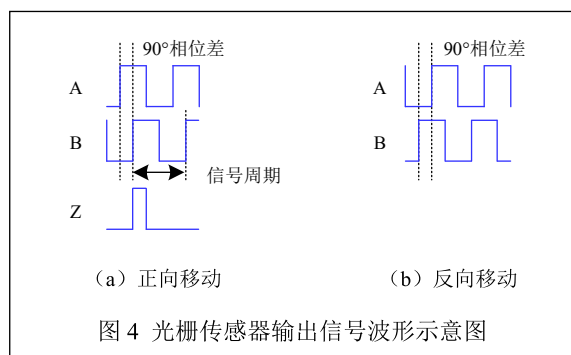 90°相位差
A
B
信号周期
Z
(a)正向移动
90°相位差
A
B
(b)反向移动
图 4 光栅传感器输出信号波形示意图